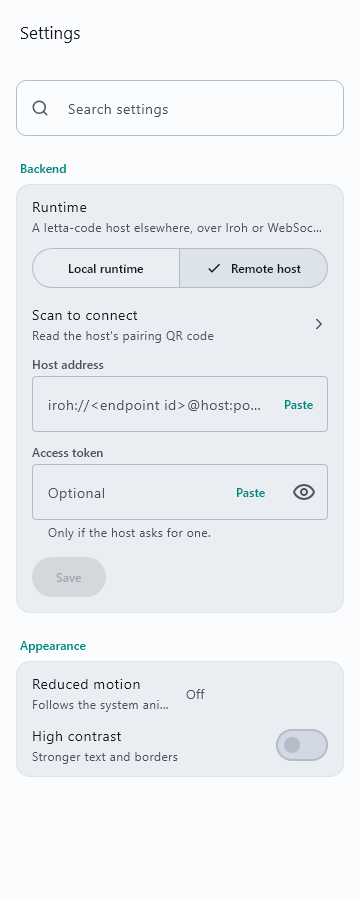 Settings
Search settings
Backend
Runtime
A letta-code host elsewhere, over Iroh or WebSoc...
Local runtime
Remote host
Scan to connect
Read the host's pairing QR code
Host address
iroh://<endpoint id>@host:po...
Paste
Access token
Optional
Paste
Only if the host asks for one.
Save
Appearance
Reduced motion
Follows the system ani...
Off
High contrast
Stronger text and borders